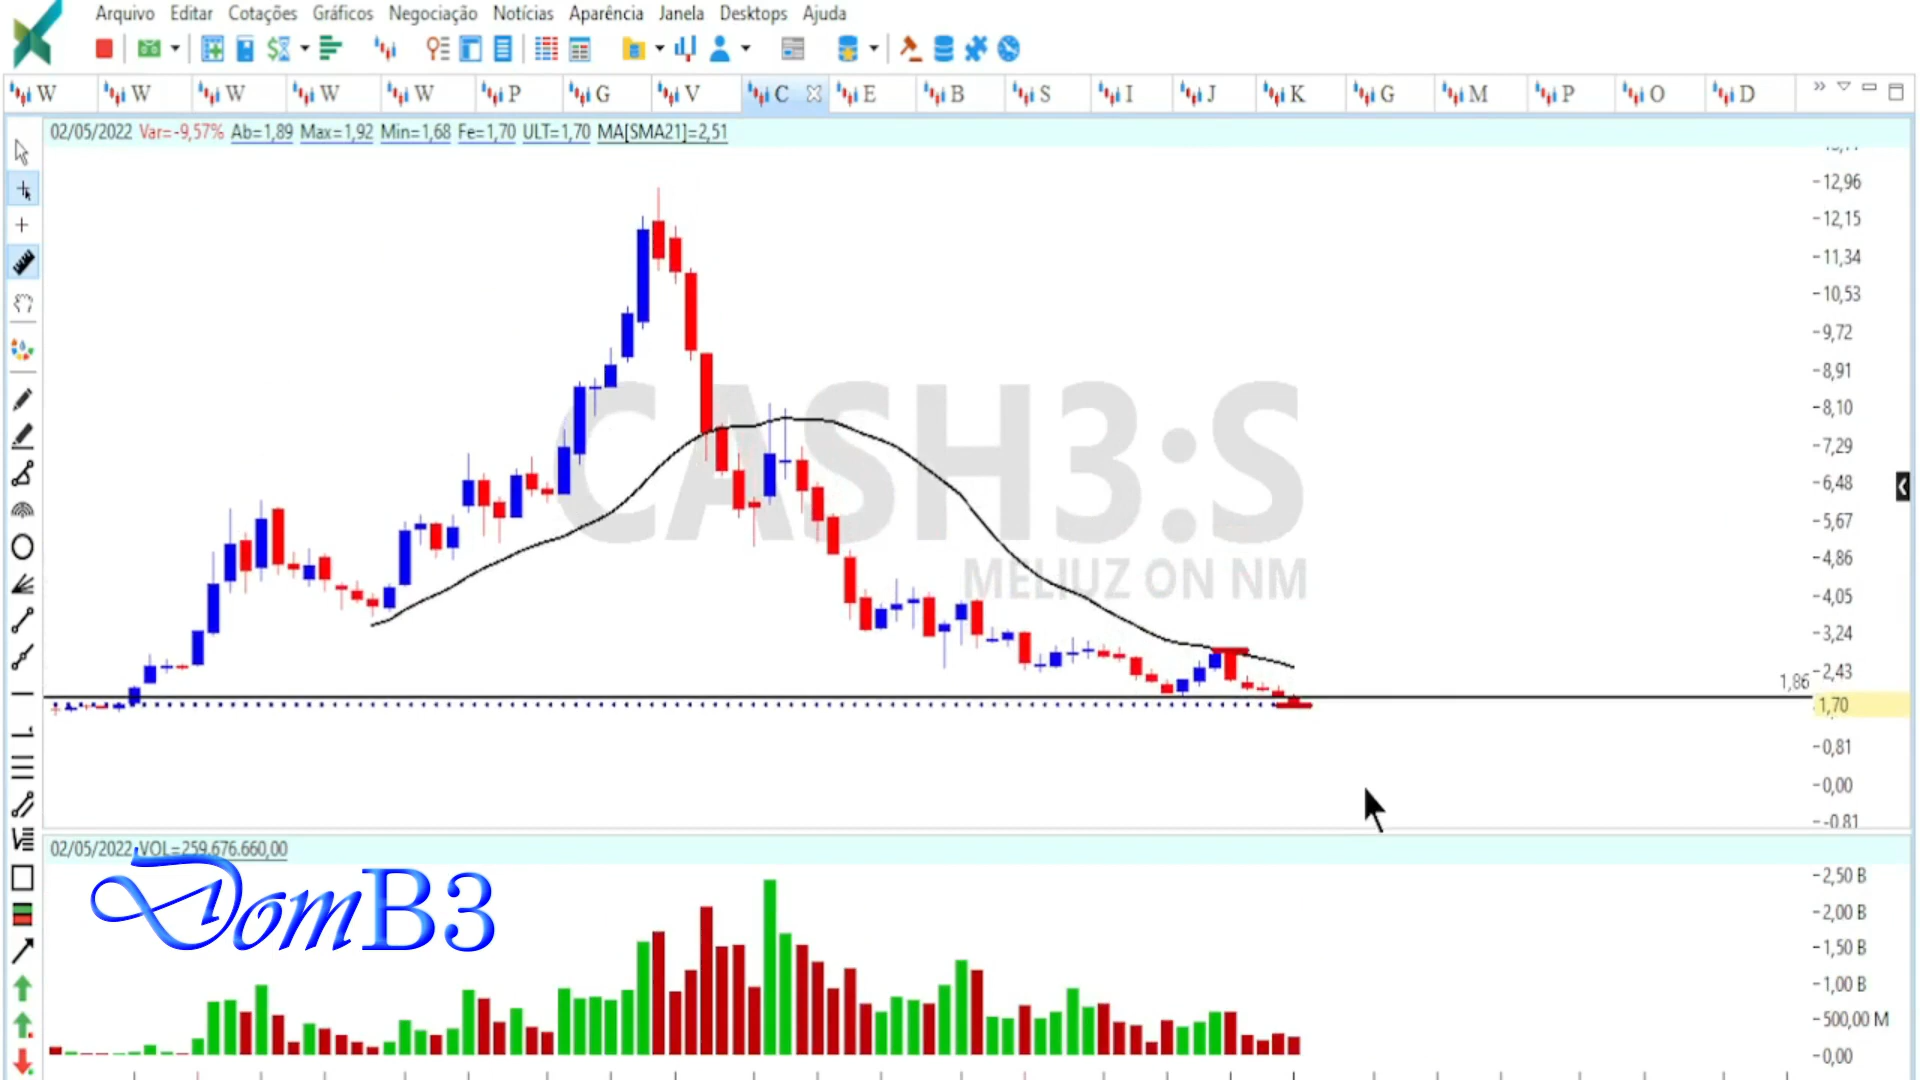 Arquivo Editar Cotações Gráficos Negociação Notícias Aparência Janela Desktops Ajuda
W W W W W P G V C E B S I J K G M P O D
02/05/2022 Var=-9,57% Ab=1,89 Max=1,92 Min=1,68 Fe=1,70 ULT=1,70 MA[SMA21]=2,51
12,96
12,15
11,34
10,53
9,72
8,91
8,10
7,29
6,48
5,67
4,86
4,05
3,24
2,43
CASH3:S
MELIUZ ON NM
1,86
1,70
0,81
0,00
-0,81
02/05/2022 VOL=259.676.660,00
DomB3
2,50 B
2,00 B
1,50 B
1,00 B
500,00 M
0,00